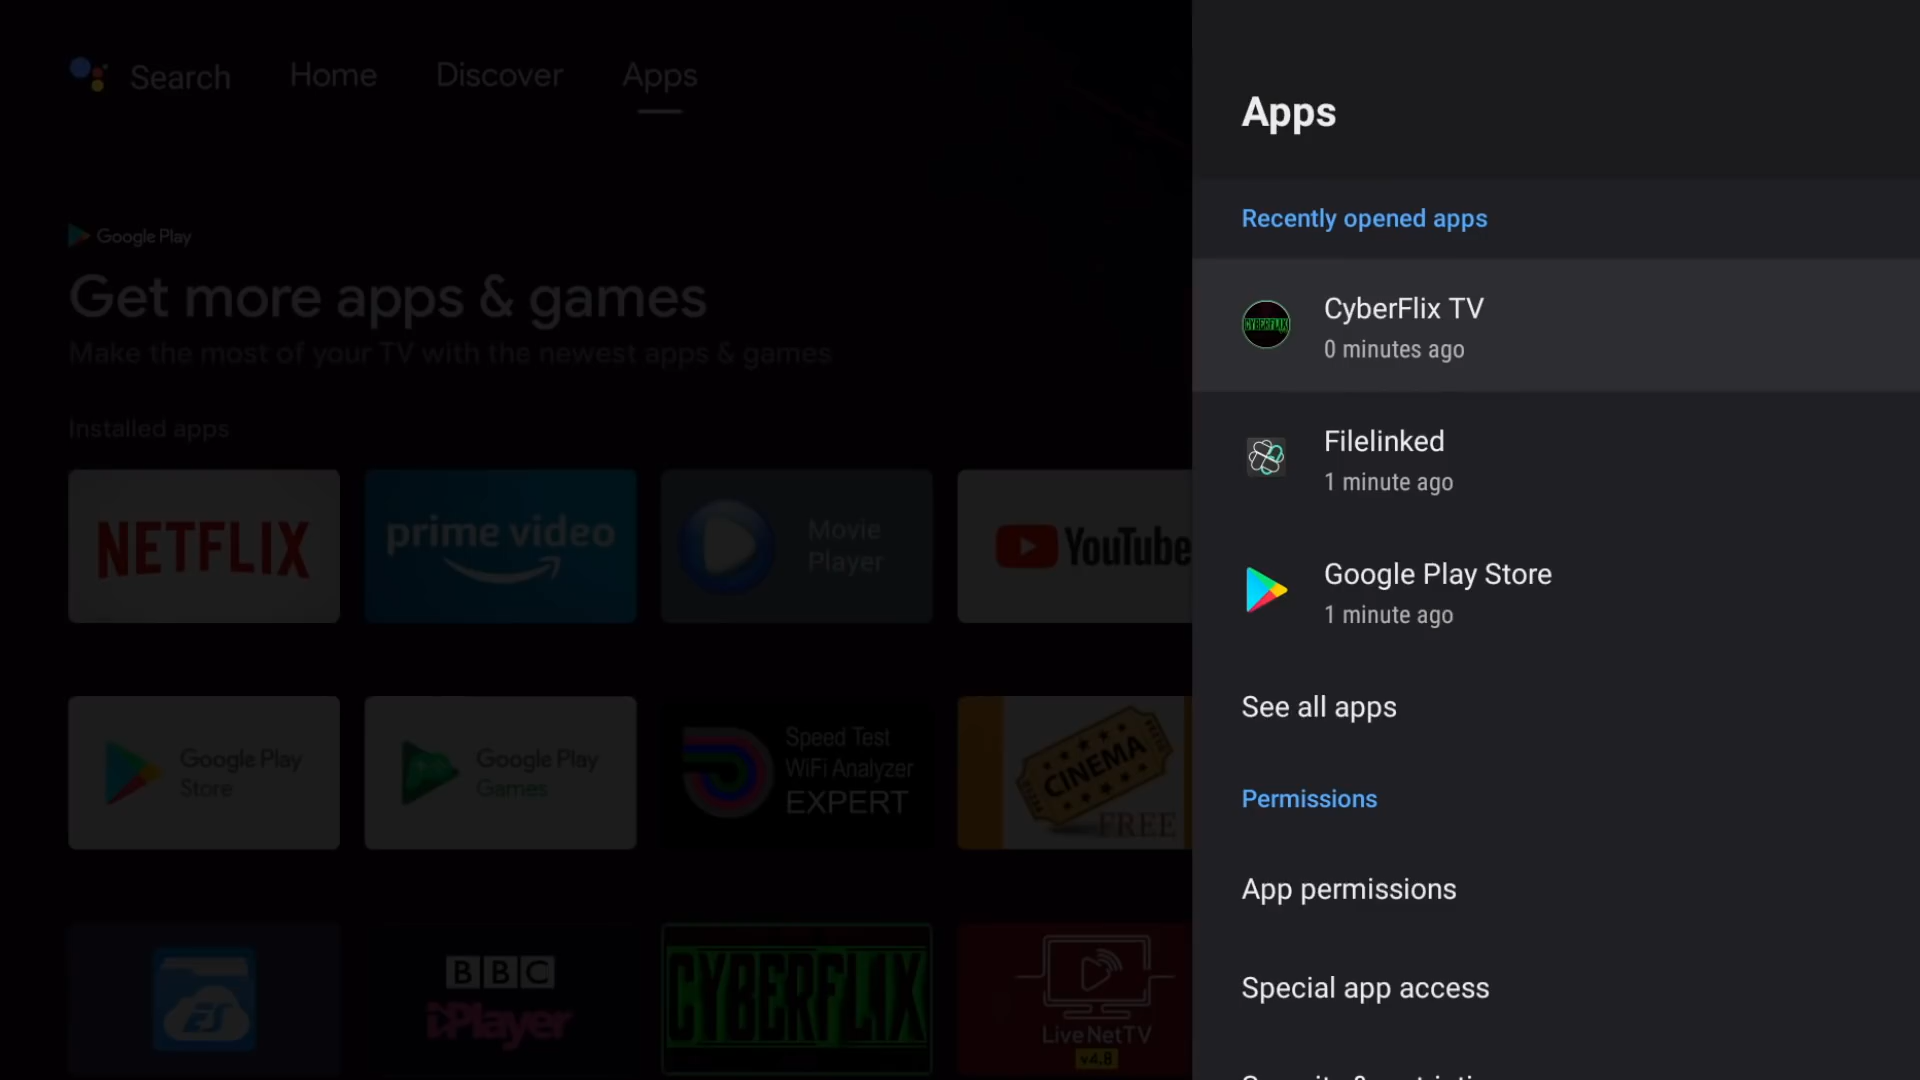 Search Home Discover Apps
Google Play
Get more apps & games
Make the most of your TV with the newest apps & games
Installed apps
NETFLIX
prime video
Movie
Player
YouTube
Google Play
Store
Google Play
Games
Speed Test
WiFi Analyzer
EXPERT
CINEMA
FREE
ES
BBC
iPlayer
CYBERFLIX
Live NetTV
v4.8
Apps
Recently opened apps
CYBERFLIX
CyberFlix TV
0 minutes ago
Filelinked
1 minute ago
Google Play Store
1 minute ago
See all apps
Permissions
App permissions
Special app access